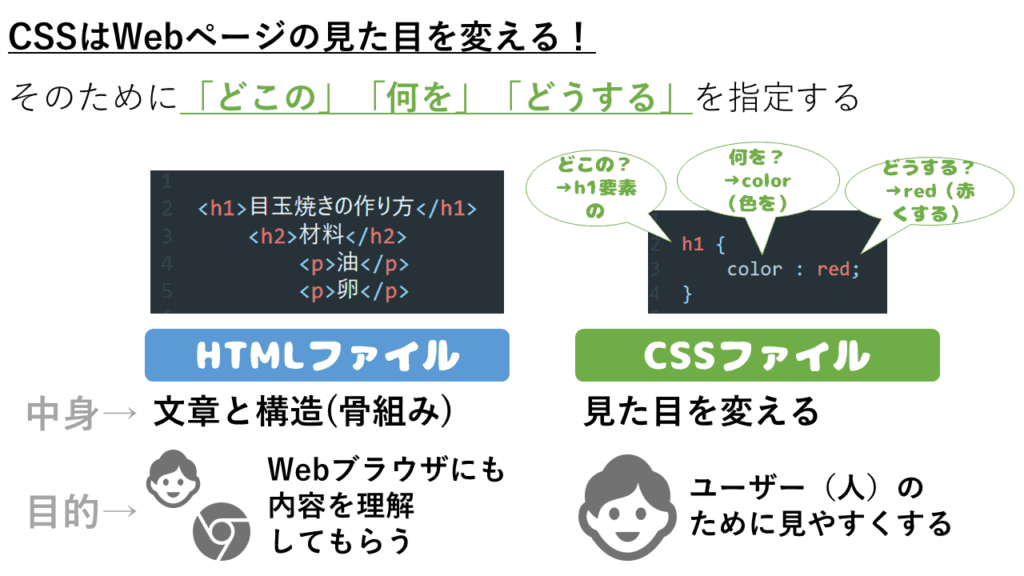 CSSはWebページの見た目を変える！
そのために「どこの」「何を」「どうする」を指定する
1
2 <h1>目玉焼きの作り方</h1>
3 <h2>材料</h2>
4 <p>油</p>
5 <p>卵</p>
どこの？
→h1要素
の
何を？
→color
（色を）
どうする？
→red（赤
くする）
2 h1 {
3 color : red;
4 }
HTMLファイル
CSSファイル
中身→
文章と構造(骨組み)
見た目を変える
目的→
Webブラウザにも
内容を理解
してもらう
ユーザー（人）の
ために見やすくする